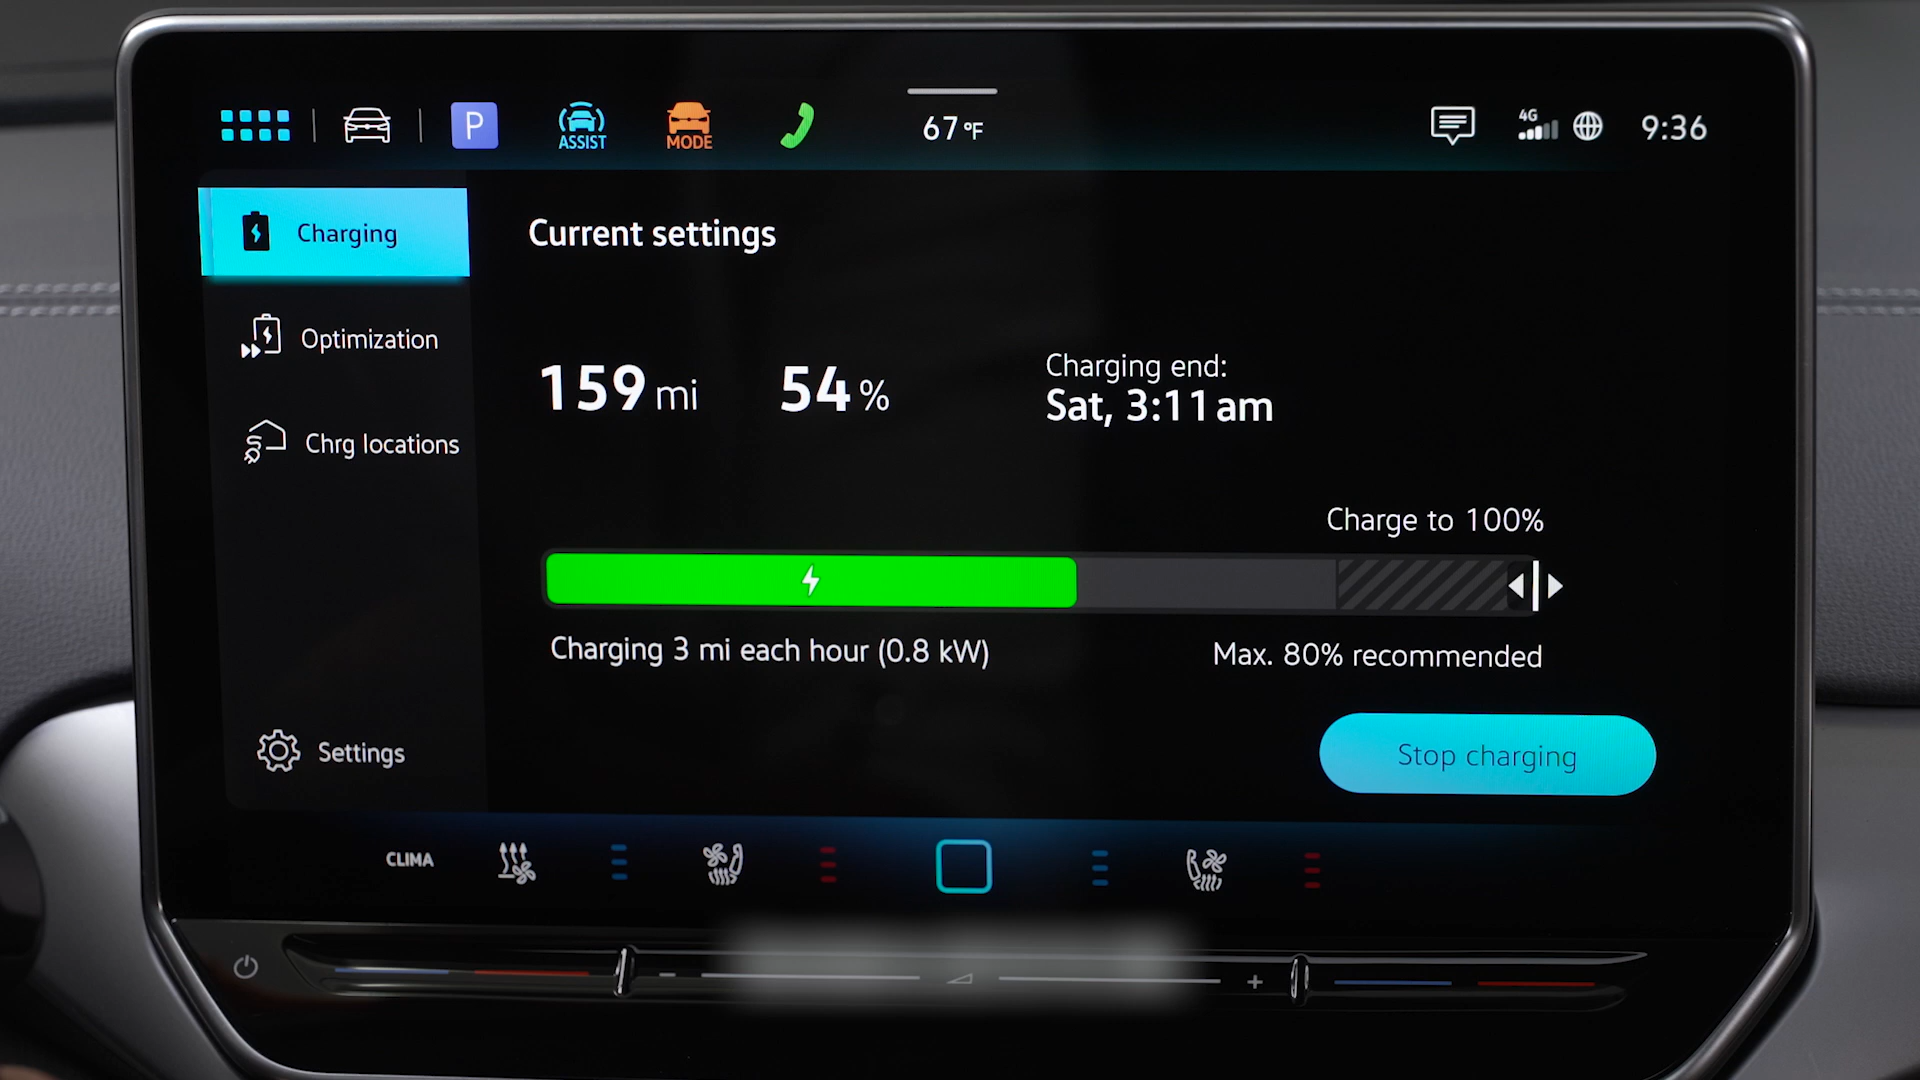 P
ASSIST
MODE
67 °F
4G
9:36
Charging
Optimization
Chrg locations
Settings
Current settings
159 mi
54 %
Charging end:
Sat, 3:11 am
Charge to 100%
Charging 3 mi each hour (0.8 kW)
Max. 80% recommended
Stop charging
CLIMA
- +